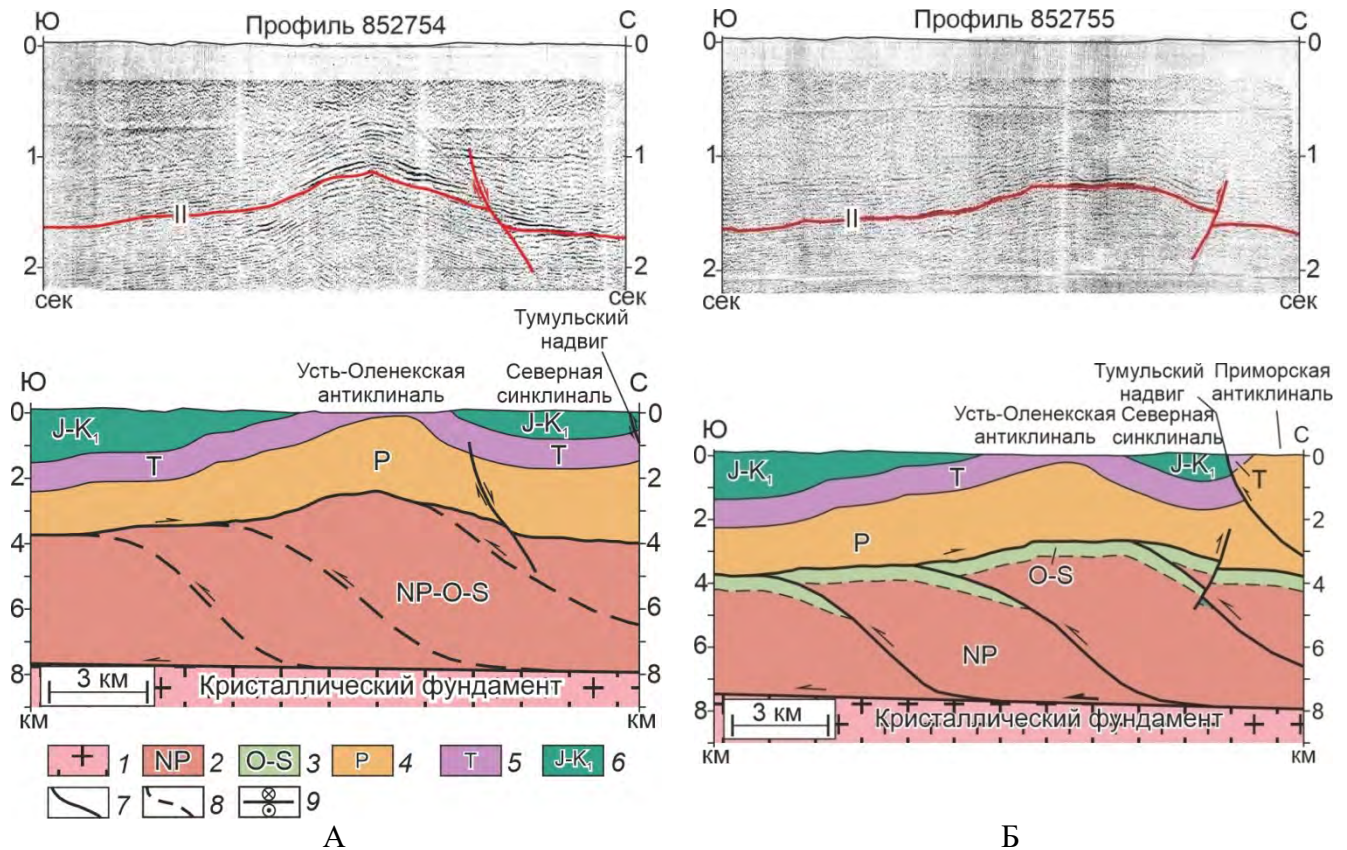 Ю
Профиль 852754
С
0
0
1
1
II
2
2
сек
сек
Ю
Профиль 852755
С
0
0
1
1
II
2
2
сек
сек
Тумульский
надвиг
Усть-Оленекская
антиклиналь
Северная
синклиналь
Ю
С
0
0
J-K₁
J-K₁
T
T
P
2
2
4
4
NP-O-S
6
6
8
8
3 км
Кристаллический фундамент
км
км
Тумульский
надвиг
Приморская
антиклиналь
Усть-Оленекская
антиклиналь
Северная
синклиналь
Ю
С
0
0
J-K₁
J-K₁
T
T
P
2
2
O-S
4
4
6
6
NP
8
8
3 км
Кристаллический фундамент
км
км
1
NP 2
O-S 3
P 4
T 5
J-K₁ 6
7
8
9
А
Б